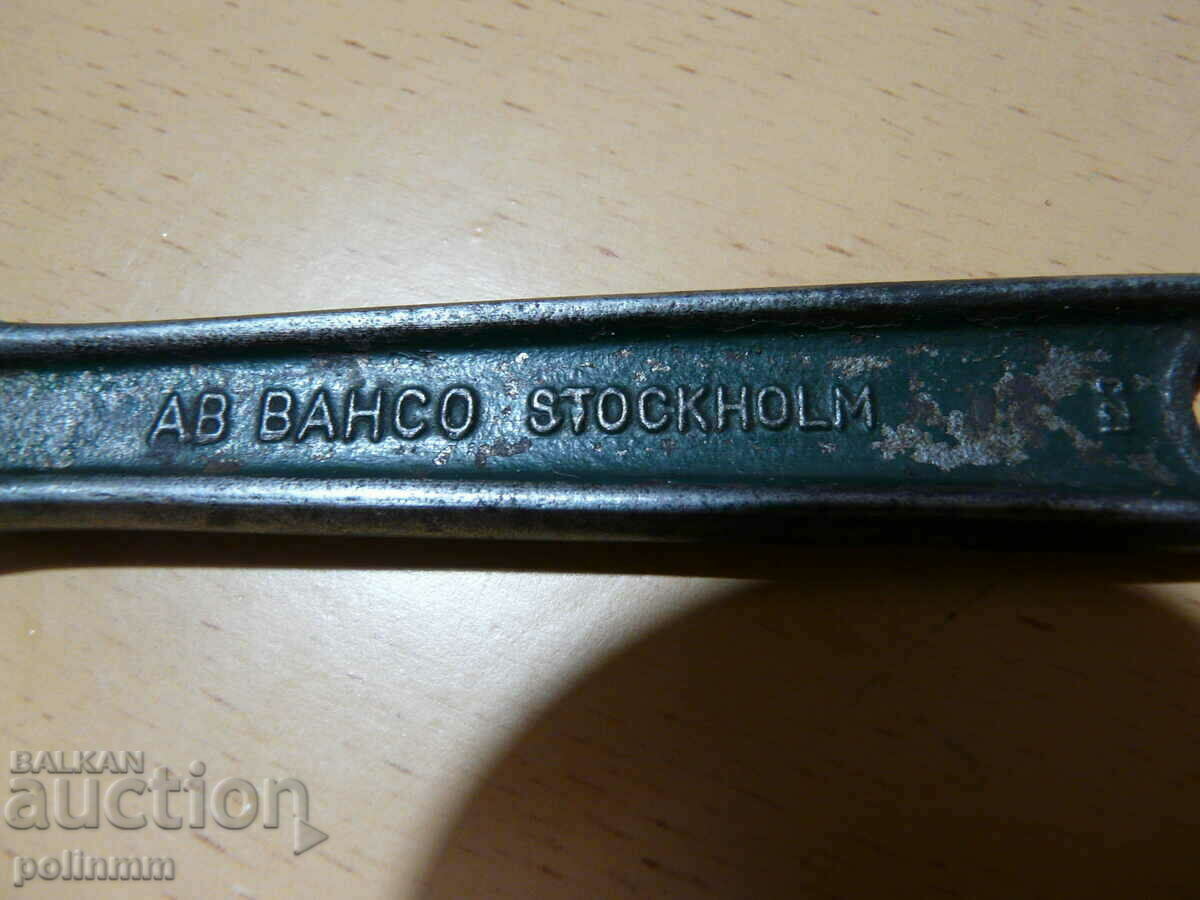 AB BAHCO STOCKHOLM
BALKAN
auction
polinmm